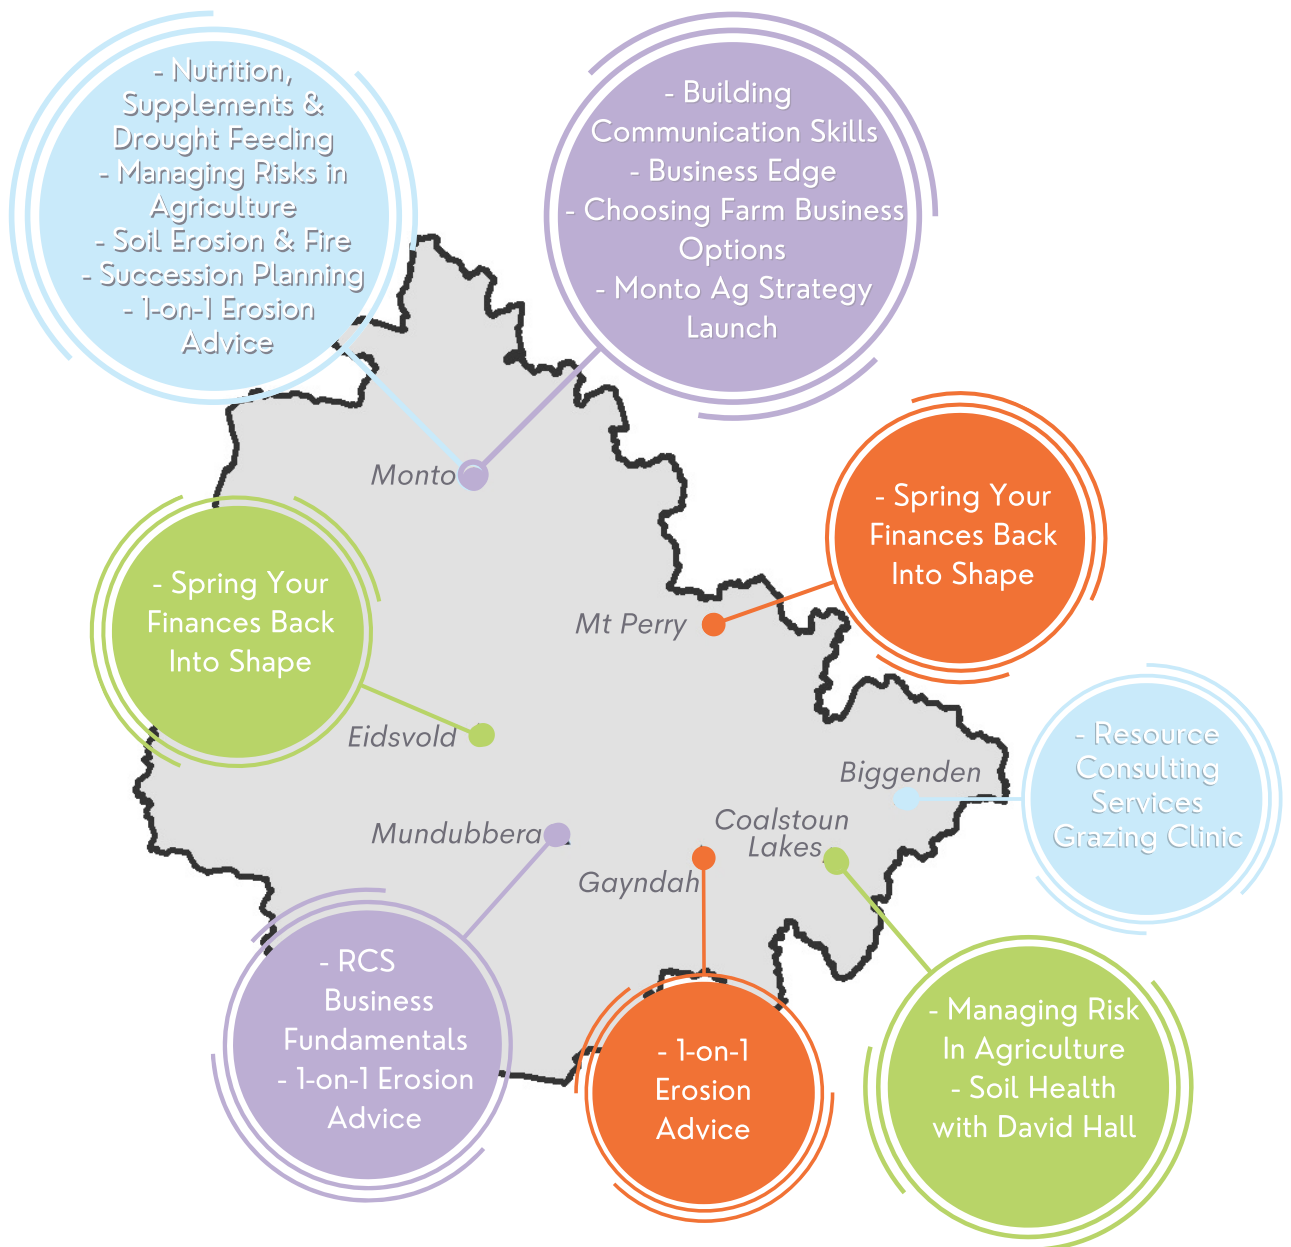 - Nutrition,
Supplements &
Drought Feeding
- Managing Risks in
Agriculture
- Soil Erosion & Fire
- Succession Planning
- 1-on-1 Erosion
Advice
- Building
Communication Skills
- Business Edge
- Choosing Farm Business
Options
- Monto Ag Strategy
Launch
Monto
- Spring Your
Finances Back
Into Shape
- Spring Your
Finances Back
Into Shape
Mt Perry
Eidsvold
- Resource
Consulting
Services
Grazing Clinic
Biggenden
Mundubbera
Coalstoun
Lakes
Gayndah
- RCS
Business
Fundamentals
- 1-on-1 Erosion
Advice
- 1-on-1
Erosion
Advice
- Managing Risk
In Agriculture
- Soil Health
with David Hall